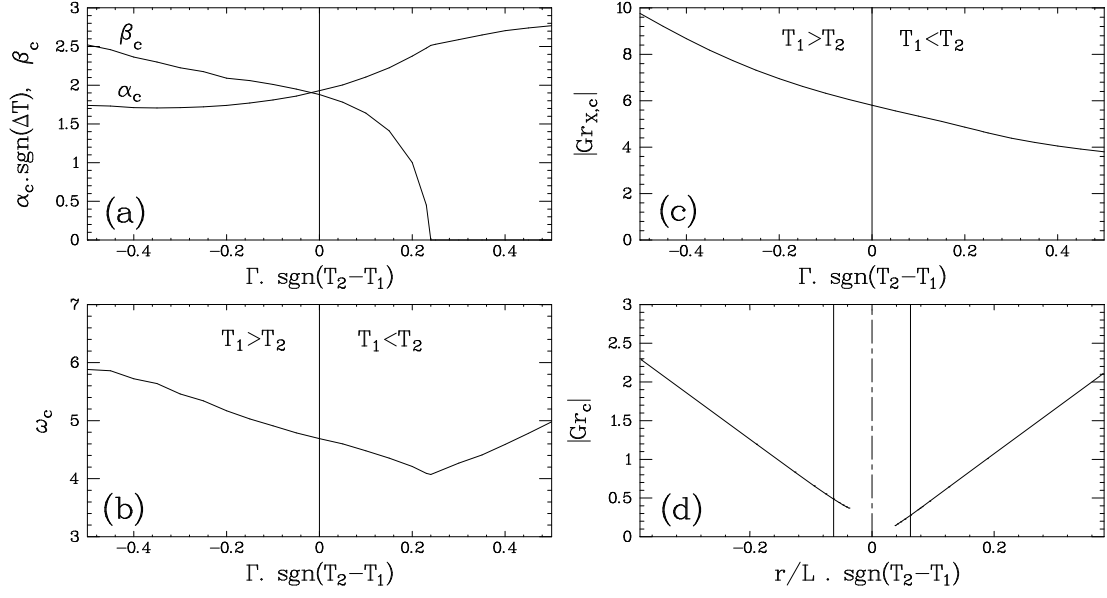 3
2.5
2
1.5
1
0.5
0
β_c
α_c
(a)
α_c.sgn(ΔT), β_c
−0.4 −0.2 0 0.2 0.4
Γ. sgn(T_2−T_1)
10
8
6
4
2
0
T_1>T_2 T_1<T_2
(c)
|Gr_{X,c}|
−0.4 −0.2 0 0.2 0.4
Γ. sgn(T_2−T_1)
7
6
5
4
3
T_1>T_2 T_1<T_2
(b)
ω_c
−0.4 −0.2 0 0.2 0.4
Γ. sgn(T_2−T_1)
3
2.5
2
1.5
1
0.5
0
(d)
|Gr_c|
−0.2 0 0.2
r/L . sgn(T_2−T_1)